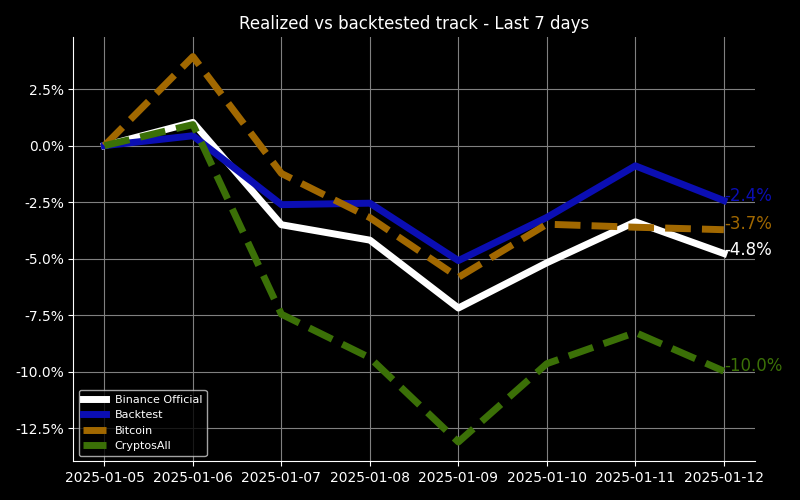 Realized vs backtested track - Last 7 days
2.5%
0.0%
-2.5%
-5.0%
-7.5%
-10.0%
-12.5%
-2.4%
-3.7%
-4.8%
-10.0%
Binance Official
Backtest
Bitcoin
CryptosAll
2025-01-05 2025-01-06 2025-01-07 2025-01-08 2025-01-09 2025-01-10 2025-01-11 2025-01-12